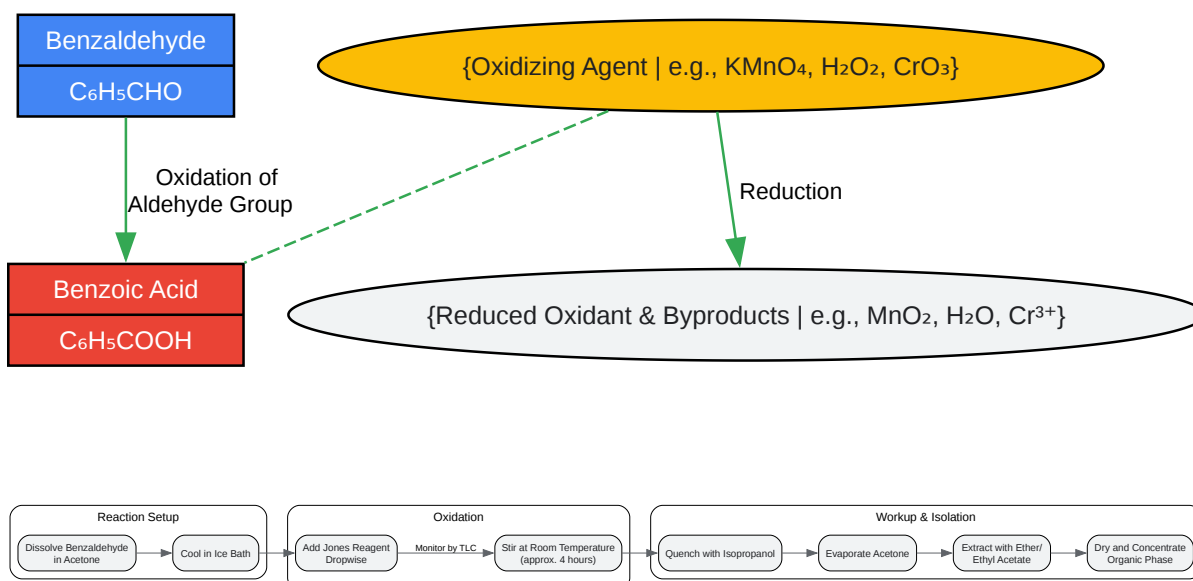 Benzaldehyde
C₆H₅CHO
{Oxidizing Agent | e.g., KMnO₄, H₂O₂, CrO₃}
Oxidation of
Aldehyde Group
Reduction
Benzoic Acid
C₆H₅COOH
{Reduced Oxidant & Byproducts | e.g., MnO₂, H₂O, Cr³⁺}
Reaction Setup
Dissolve Benzaldehyde
in Acetone
Cool in Ice Bath
Oxidation
Add Jones Reagent
Dropwise
Monitor by TLC
Stir at Room Temperature
(approx. 4 hours)
Workup & Isolation
Quench with Isopropanol
Evaporate Acetone
Extract with Ether/
Ethyl Acetate
Dry and Concentrate
Organic Phase